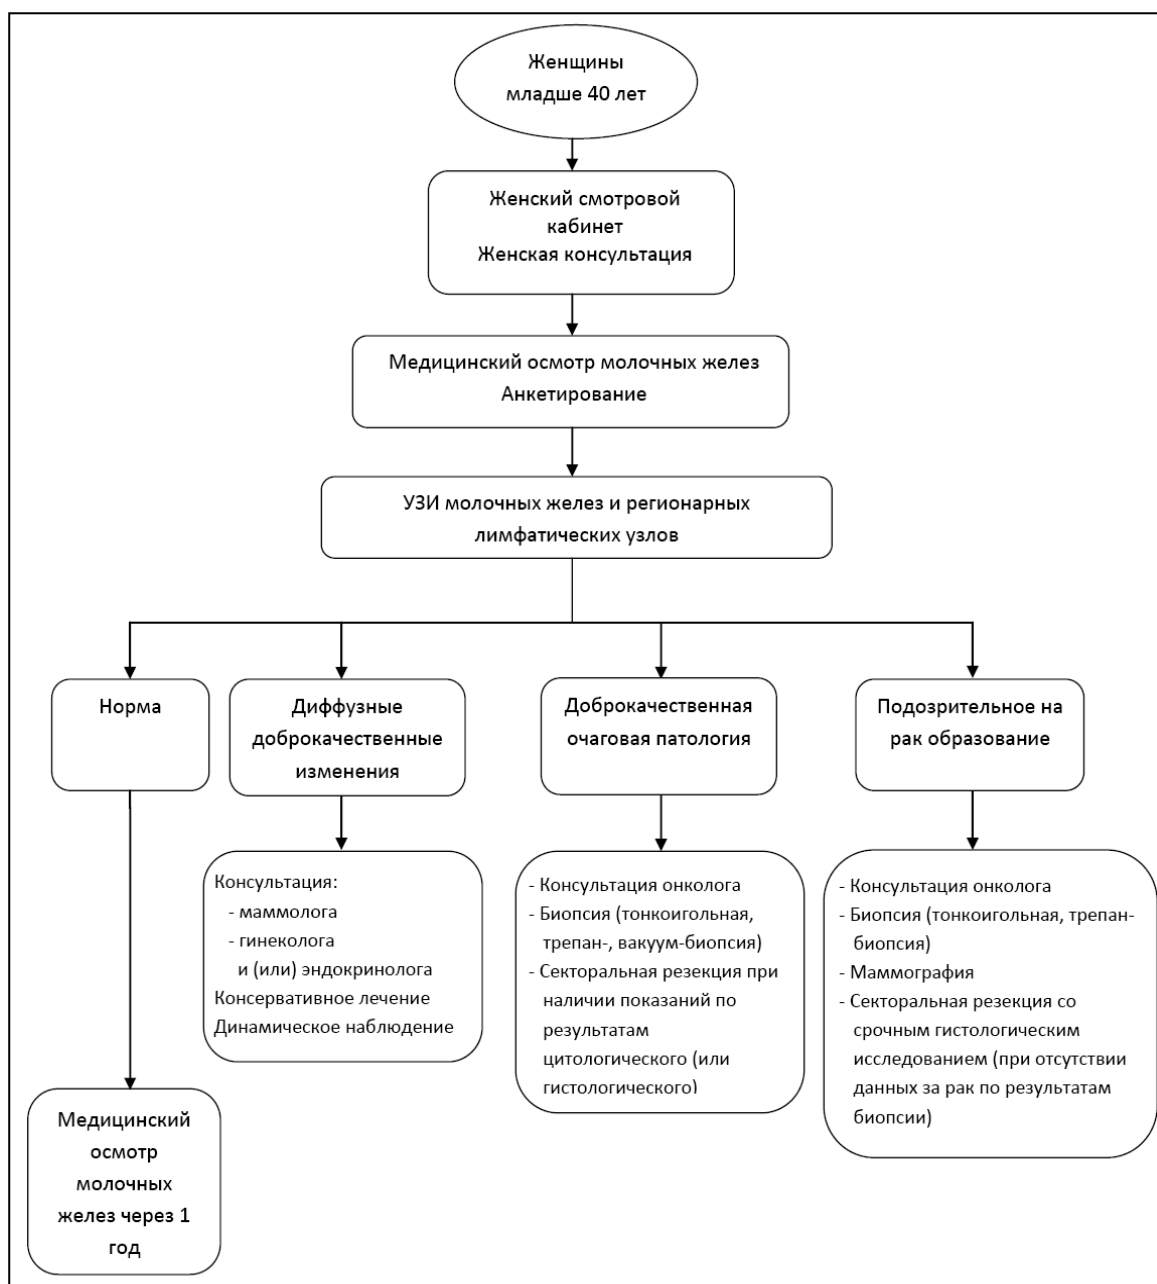 Женщины
младше 40 лет
Женский смотровой
кабинет
Женская консультация
Медицинский осмотр молочных желез
Анкетирование
УЗИ молочных желез и регионарных
лимфатических узлов
Норма
Диффузные
доброкачественные
изменения
Доброкачественная
очаговая патология
Подозрительное на
рак образование
Консультация:
- маммолога
- гинеколога
и (или) эндокринолога
Консервативное лечение
Динамическое наблюдение
- Консультация онколога
- Биопсия (тонкоигольная,
трепан-, вакуум-биопсия)
- Секторальная резекция при
наличии показаний по
результатам
цитологического (или
гистологического)
- Консультация онколога
- Биопсия (тонкоигольная, трепан-
биопсия)
- Маммография
- Секторальная резекция со
срочным гистологическим
исследованием (при отсутствии
данных за рак по результатам
биопсии)
Медицинский
осмотр
молочных
желез через 1
год